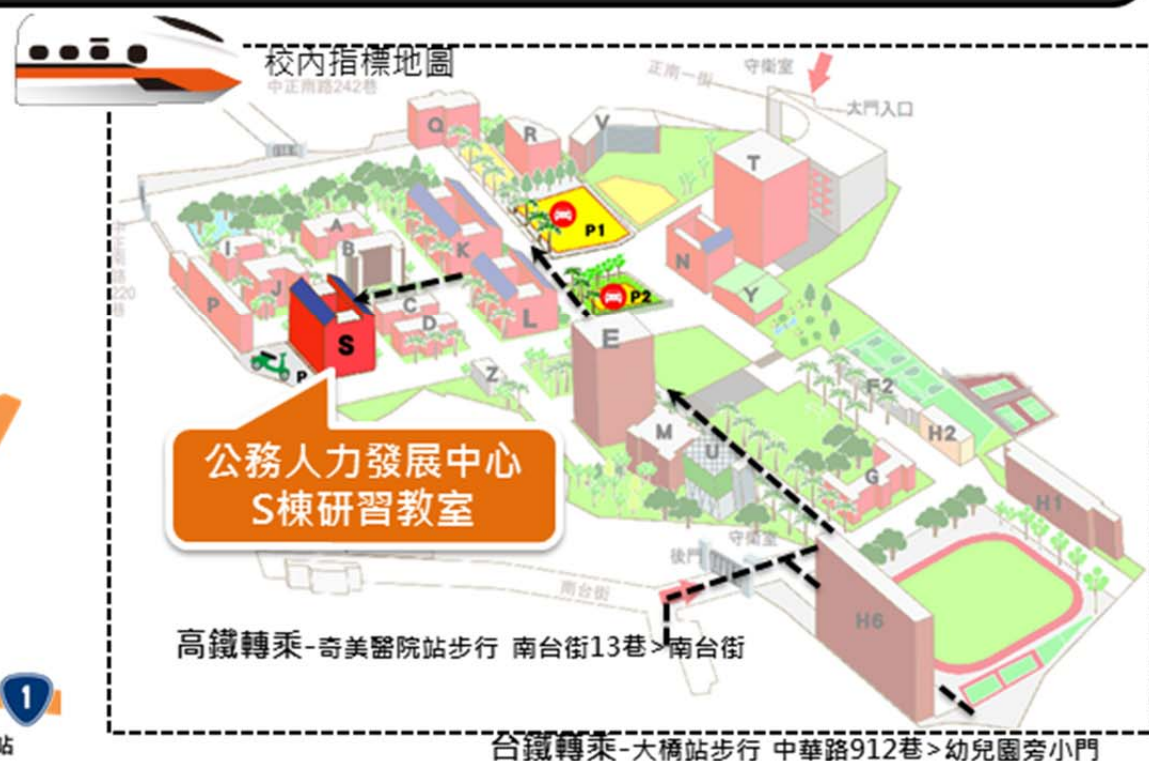 校內指標地圖
中正南路242巷
正南一街
守衛室
大門入口
Q
R
V
T
P1
P2
A
I
B
K
N
J
P
C
D
L
Y
S
E
Z
P
F2
H2
M
U
G
H1
公務人力發展中心
S棟研習教室
守衛室
後門
南台街
H6
中正南路220巷
高鐵轉乘-奇美醫院站步行 南台街13巷>南台街
1
站
台鐵轉乘-大橋站步行 中華路912巷>幼兒園旁小門